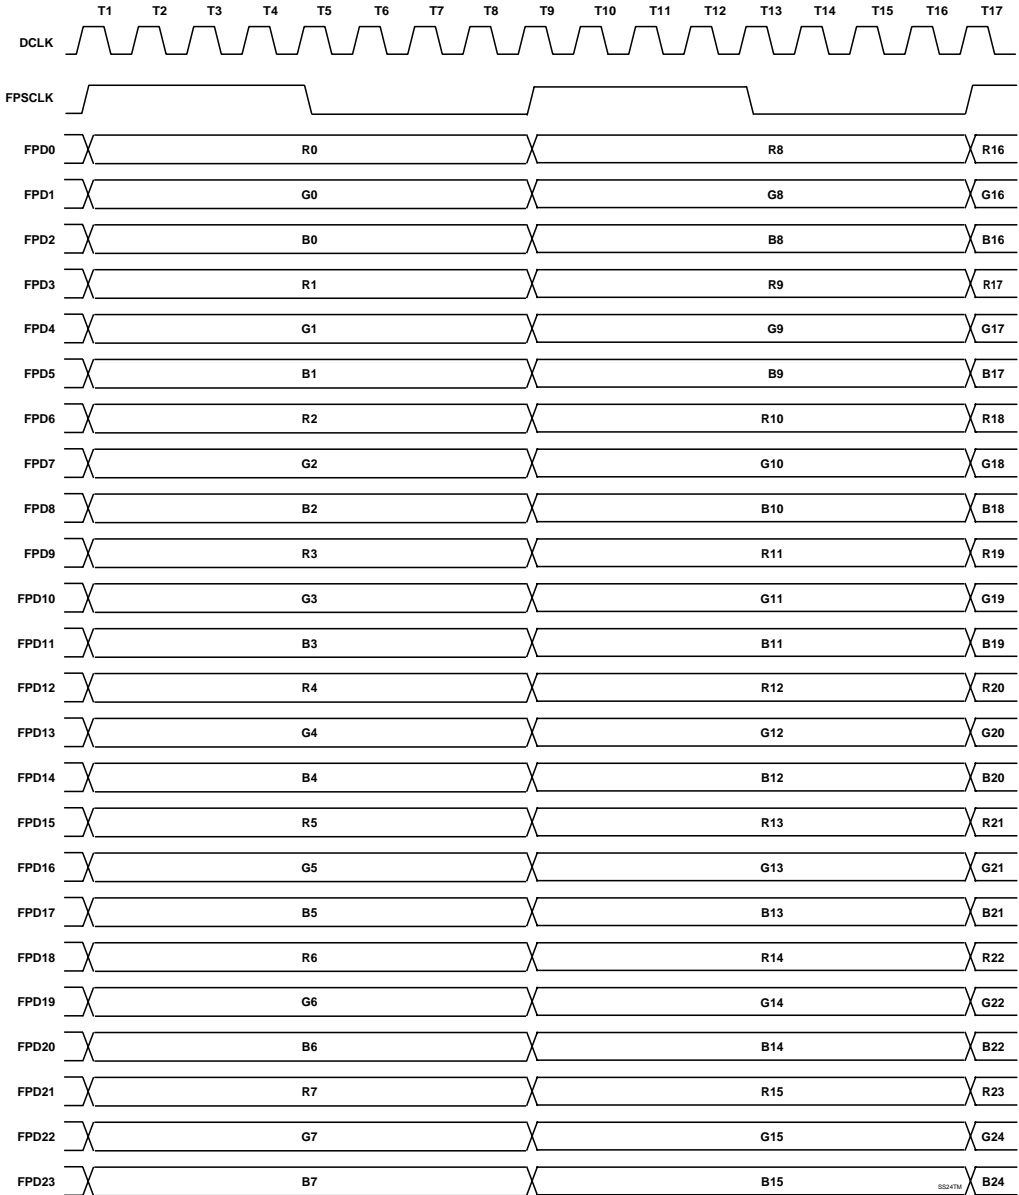 T1 T2 T3 T4 T5 T6 T7 T8 T9 T10 T11 T12 T13 T14 T15 T16 T17
DCLK
FPSCLK
FPD0 R0 R8 R16
FPD1 G0 G8 G16
FPD2 B0 B8 B16
FPD3 R1 R9 R17
FPD4 G1 G9 G17
FPD5 B1 B9 B17
FPD6 R2 R10 R18
FPD7 G2 G10 G18
FPD8 B2 B10 B18
FPD9 R3 R11 R19
FPD10 G3 G11 G19
FPD11 B3 B11 B19
FPD12 R4 R12 R20
FPD13 G4 G12 G20
FPD14 B4 B12 B20
FPD15 R5 R13 R21
FPD16 G5 G13 G21
FPD17 B5 B13 B21
FPD18 R6 R14 R22
FPD19 G6 G14 G22
FPD20 B6 B14 B22
FPD21 R7 R15 R23
FPD22 G7 G15 G24
FPD23 B7 B15 SS24TM B24